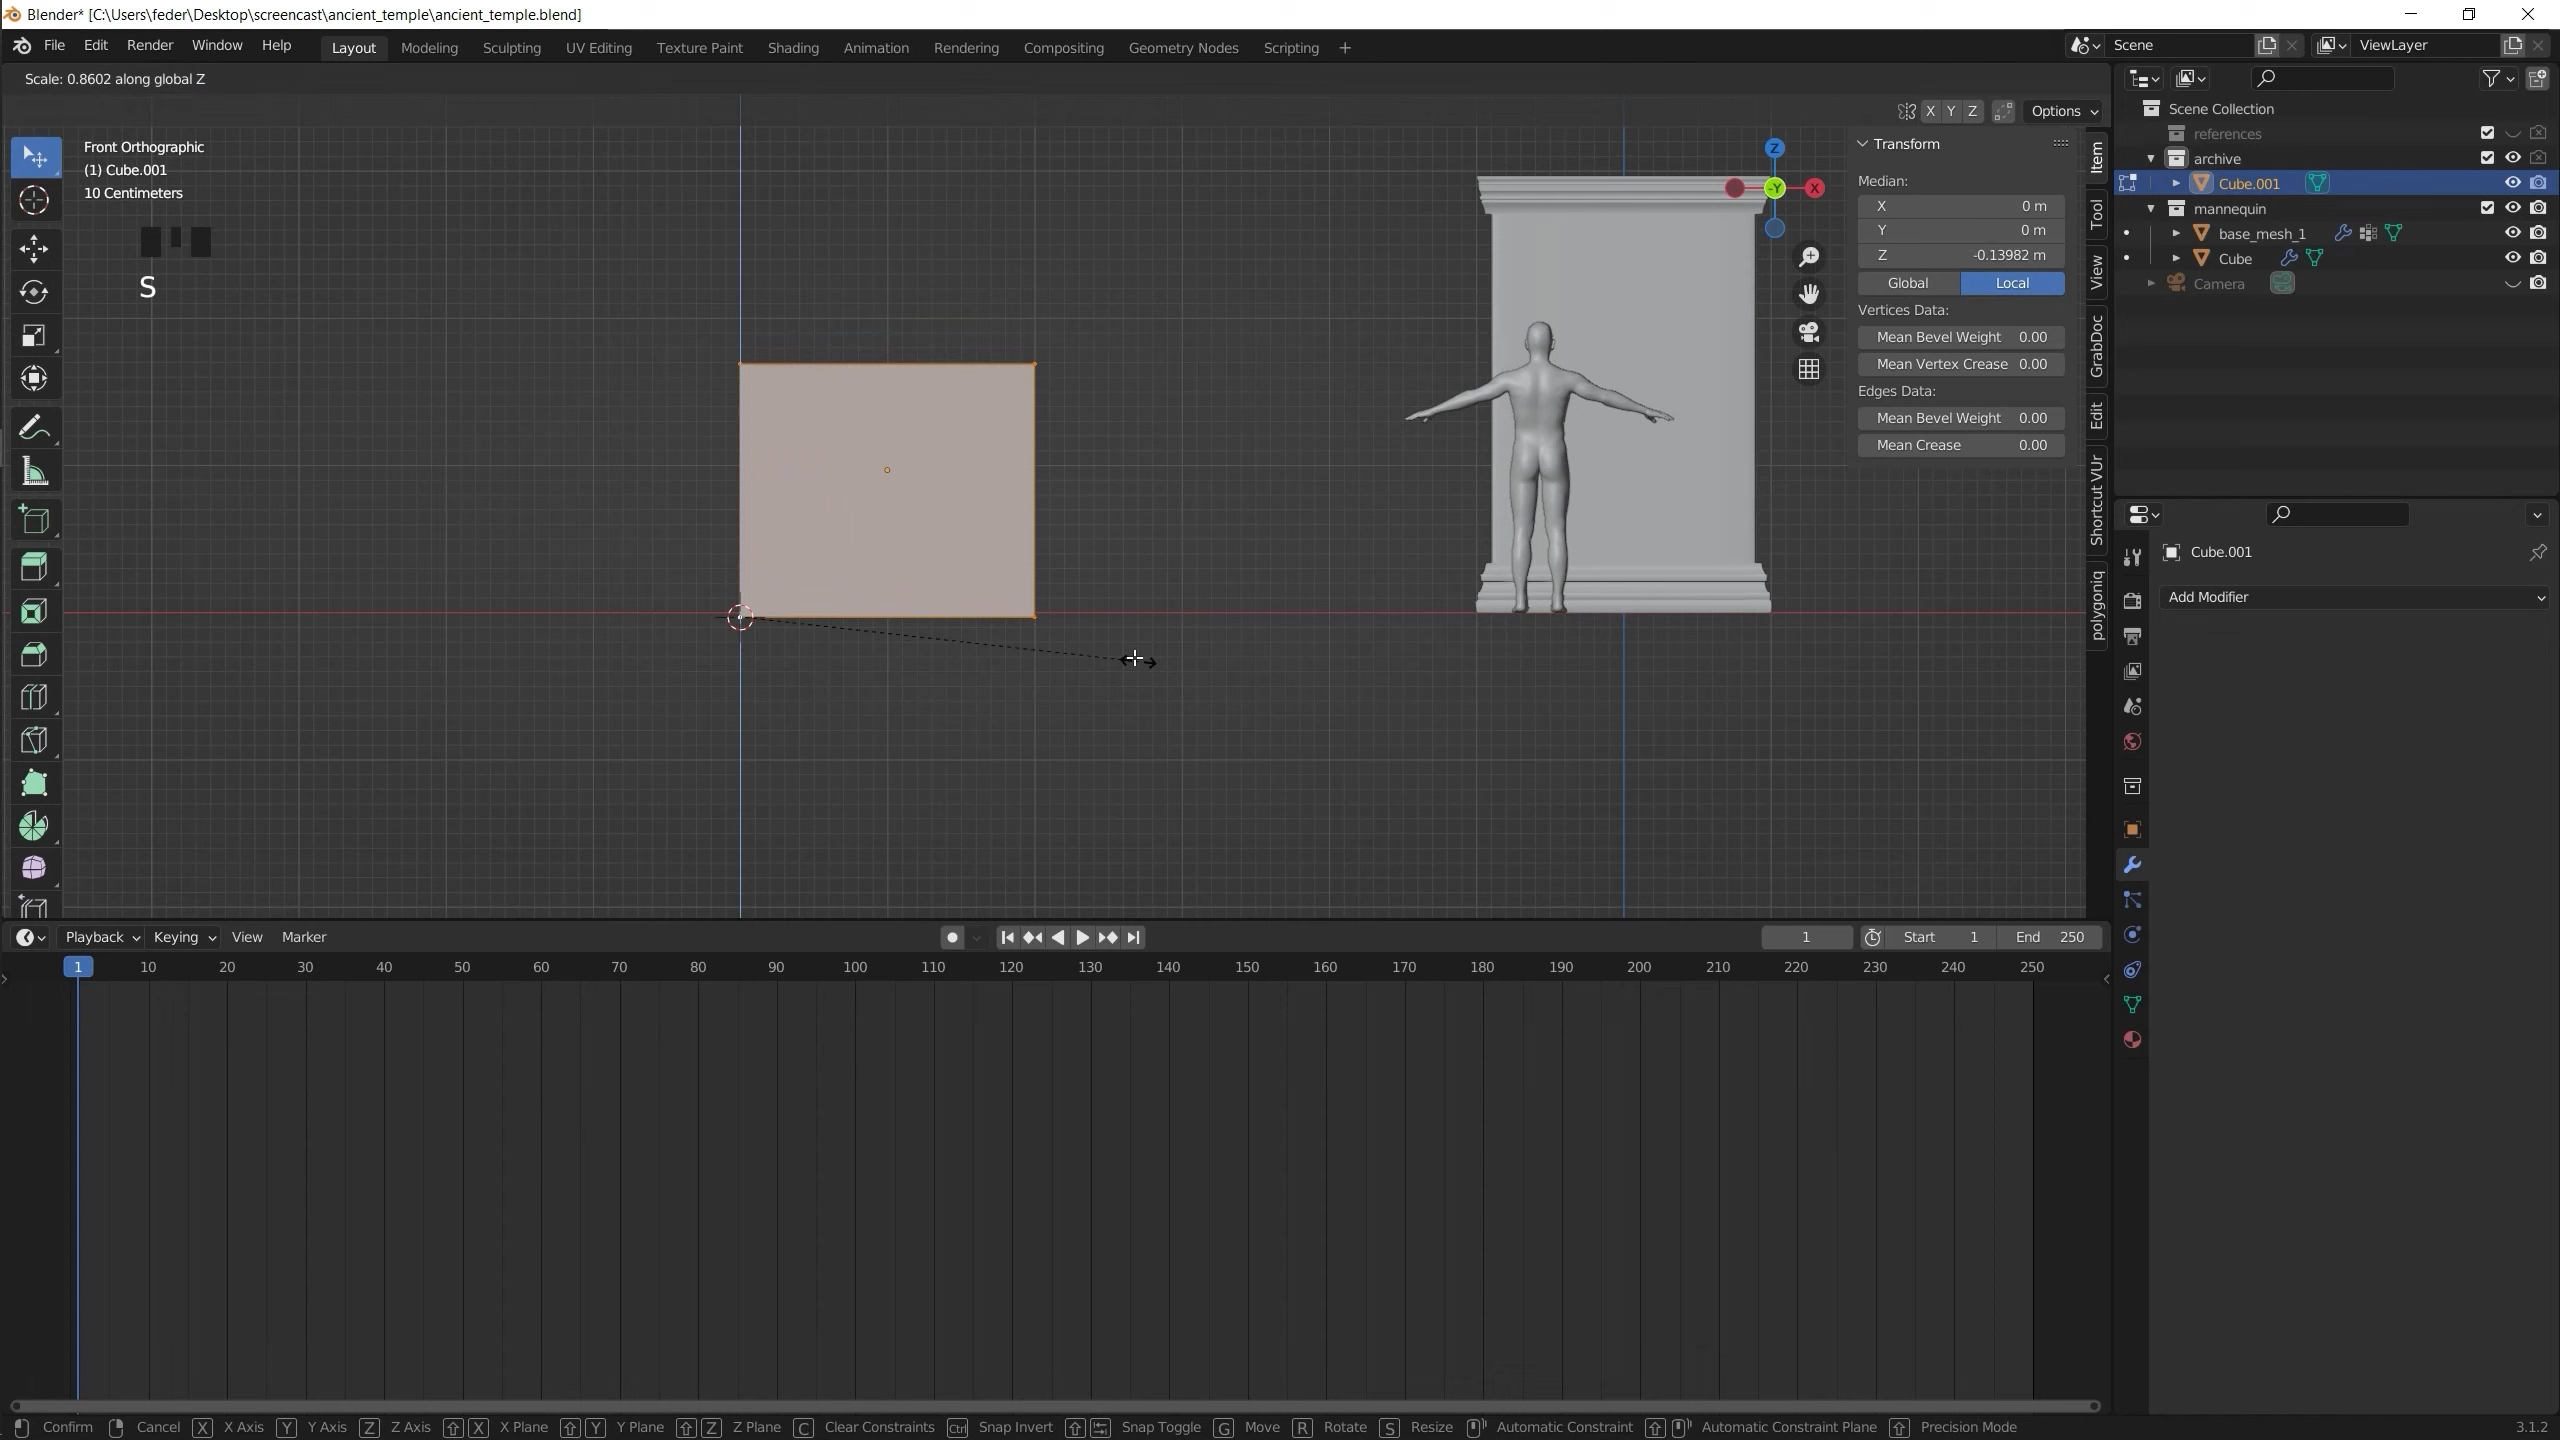 Blender* [C:\Users\feder\Desktop\screencast\ancient_temple\ancient_temple.blend]
File Edit Render Window Help Layout Modeling Sculpting UV Editing Texture Paint Shading Animation Rendering Compositing Geometry Nodes Scripting + Scene ViewLayer
Scale: 0.8602 along global Z
X Y Z Options
Front Orthographic
(1) Cube.001
10 Centimeters
S
Z
-Y
X
Transform
Median:
X 0 m
Y 0 m
Z -0.13982 m
Global Local
Vertices Data:
Mean Bevel Weight 0.00
Mean Vertex Crease 0.00
Edges Data:
Mean Bevel Weight 0.00
Mean Crease 0.00
Item
Tool
View
GrabDoc
Edit
Shortcut VUr
polygoniq
Scene Collection
references
archive
Cube.001
mannequin
base_mesh_1
Cube
Camera
Cube.001
Add Modifier
Playback Keying View Marker 1 Start 1 End 250
1 10 20 30 40 50 60 70 80 90 100 110 120 130 140 150 160 170 180 190 200 210 220 230 240 250
Confirm Cancel X X Axis Y Y Axis Z Z Axis X X Plane Y Y Plane Z Z Plane C Clear Constraints Ctrl Snap Invert Snap Toggle G Move R Rotate S Resize Automatic Constraint Automatic Constraint Plane Precision Mode 3.1.2